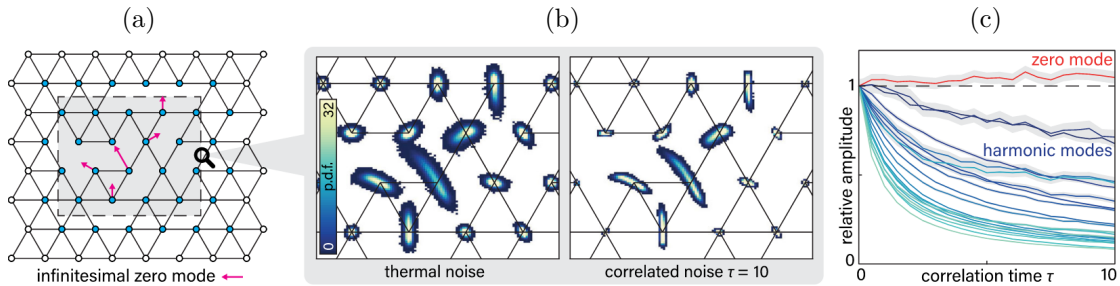 (a)
(b)
(c)
infinitesimal zero mode
0 p.d.f. 32
thermal noise
correlated noise τ = 10
zero mode
harmonic modes
relative amplitude
1
0
0
10
correlation time τ